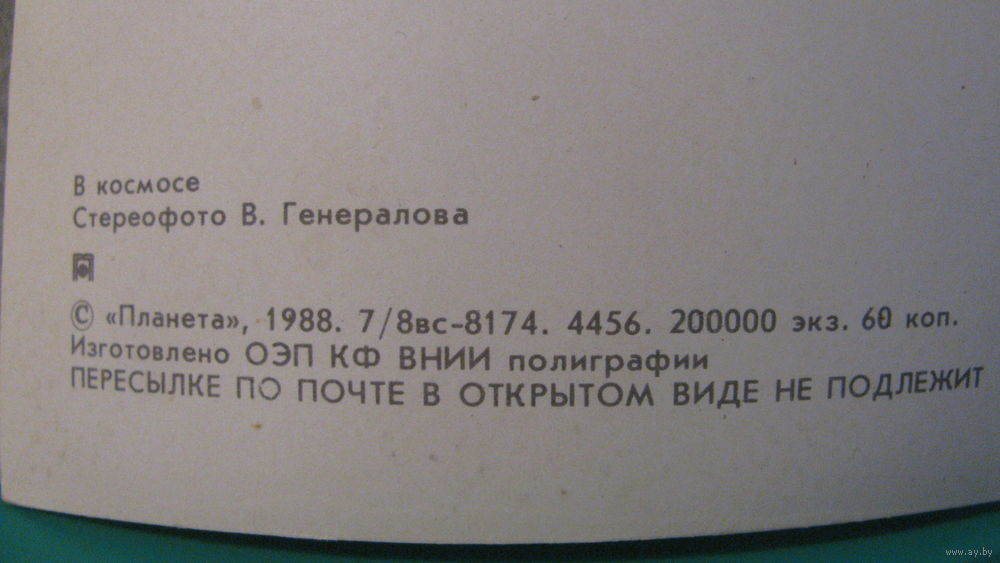 В космосе
Стереофото В. Генералова
© «Планета», 1988. 7/8вс-8174. 4456. 200000 экз. 60 коп.
Изготовлено ОЭП КФ ВНИИ полиграфии
ПЕРЕСЫЛКЕ ПО ПОЧТЕ В ОТКРЫТОМ ВИДЕ НЕ ПОДЛЕЖИТ
www.ay.by